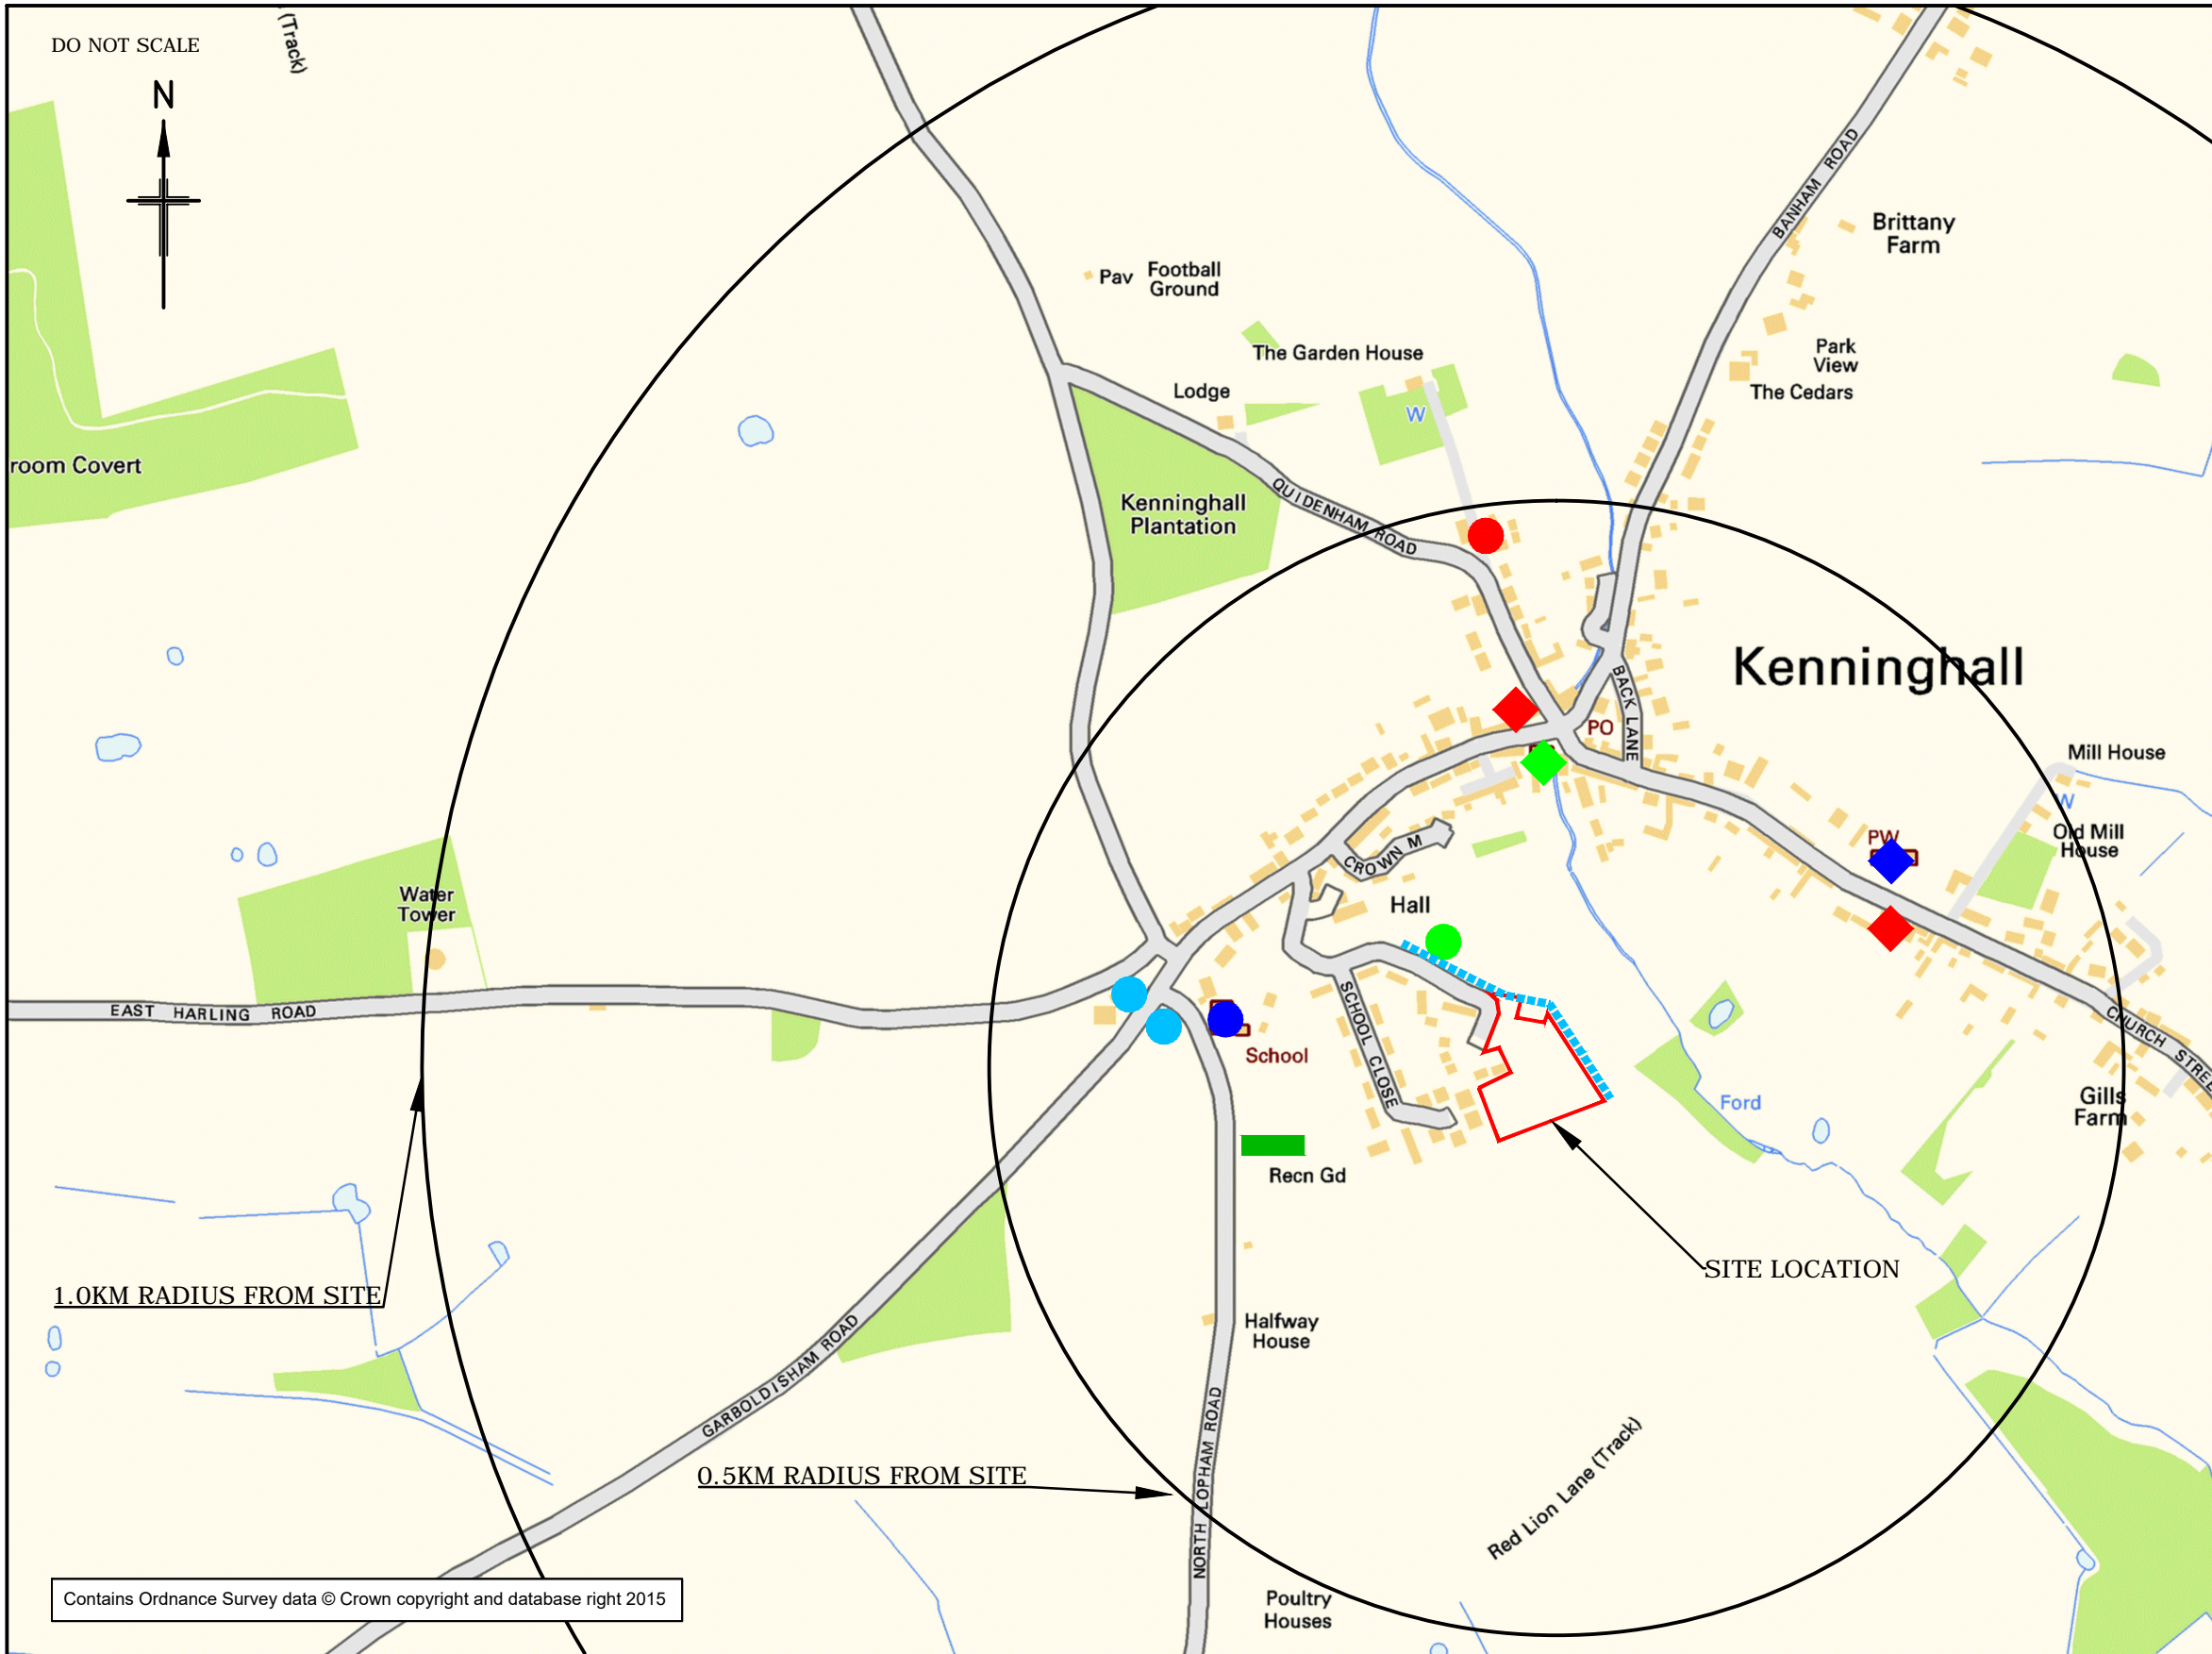 (Track)
DO NOT SCALE
N
BANHAM ROAD
Brittany
Farm
Pav
Football
Ground
The Garden House
Park
View
Lodge
The Cedars
W
room Covert
Kenninghall
Plantation
QUIDENHAM ROAD
Kenninghall
BACK LANE
PO
Mill House
W
PW
Old Mill
House
CROWN M
Water
Tower
Hall
EAST HARLING ROAD
SCHOOL CLOSE
School
CHURCH STREE
Ford
Gills
Farm
Recn Gd
SITE LOCATION
1.0KM RADIUS FROM SITE
Halfway
House
GARBOLDISHAM ROAD
NORTH LOPHAM ROAD
0.5KM RADIUS FROM SITE
Red Lion Lane (Track)
Contains Ordnance Survey data © Crown copyright and database right 2015
Poultry
Houses